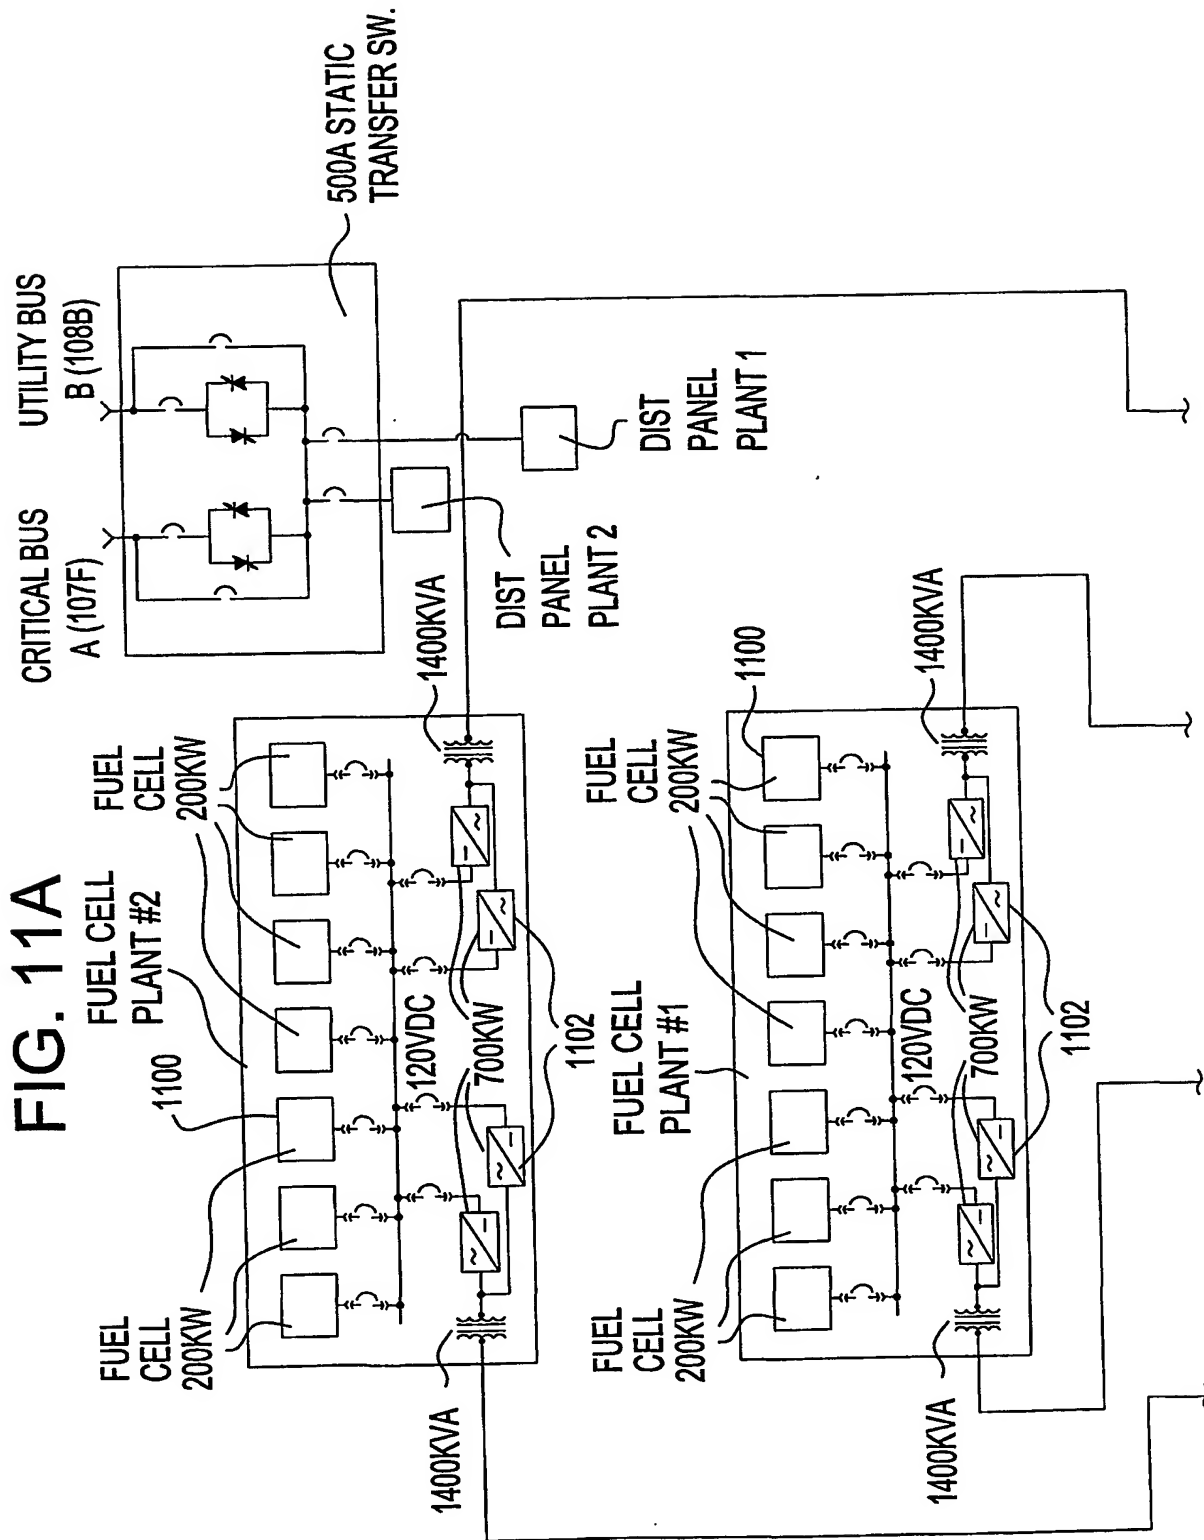 FIG. 11A
CRITICAL BUS
A (107F)
UTILITY BUS
B (108B)
500A STATIC
TRANSFER SW.
DIST
PANEL
PLANT 2
DIST
PANEL
PLANT 1
FUEL CELL
PLANT #2
1100
FUEL
CELL
200KW
FUEL
CELL
200KW
120VDC
700KW
1102
1400KVA
1400KVA
FUEL CELL
PLANT #1
1100
FUEL
CELL
200KW
FUEL
CELL
200KW
120VDC
700KW
1102
1400KVA
1400KVA